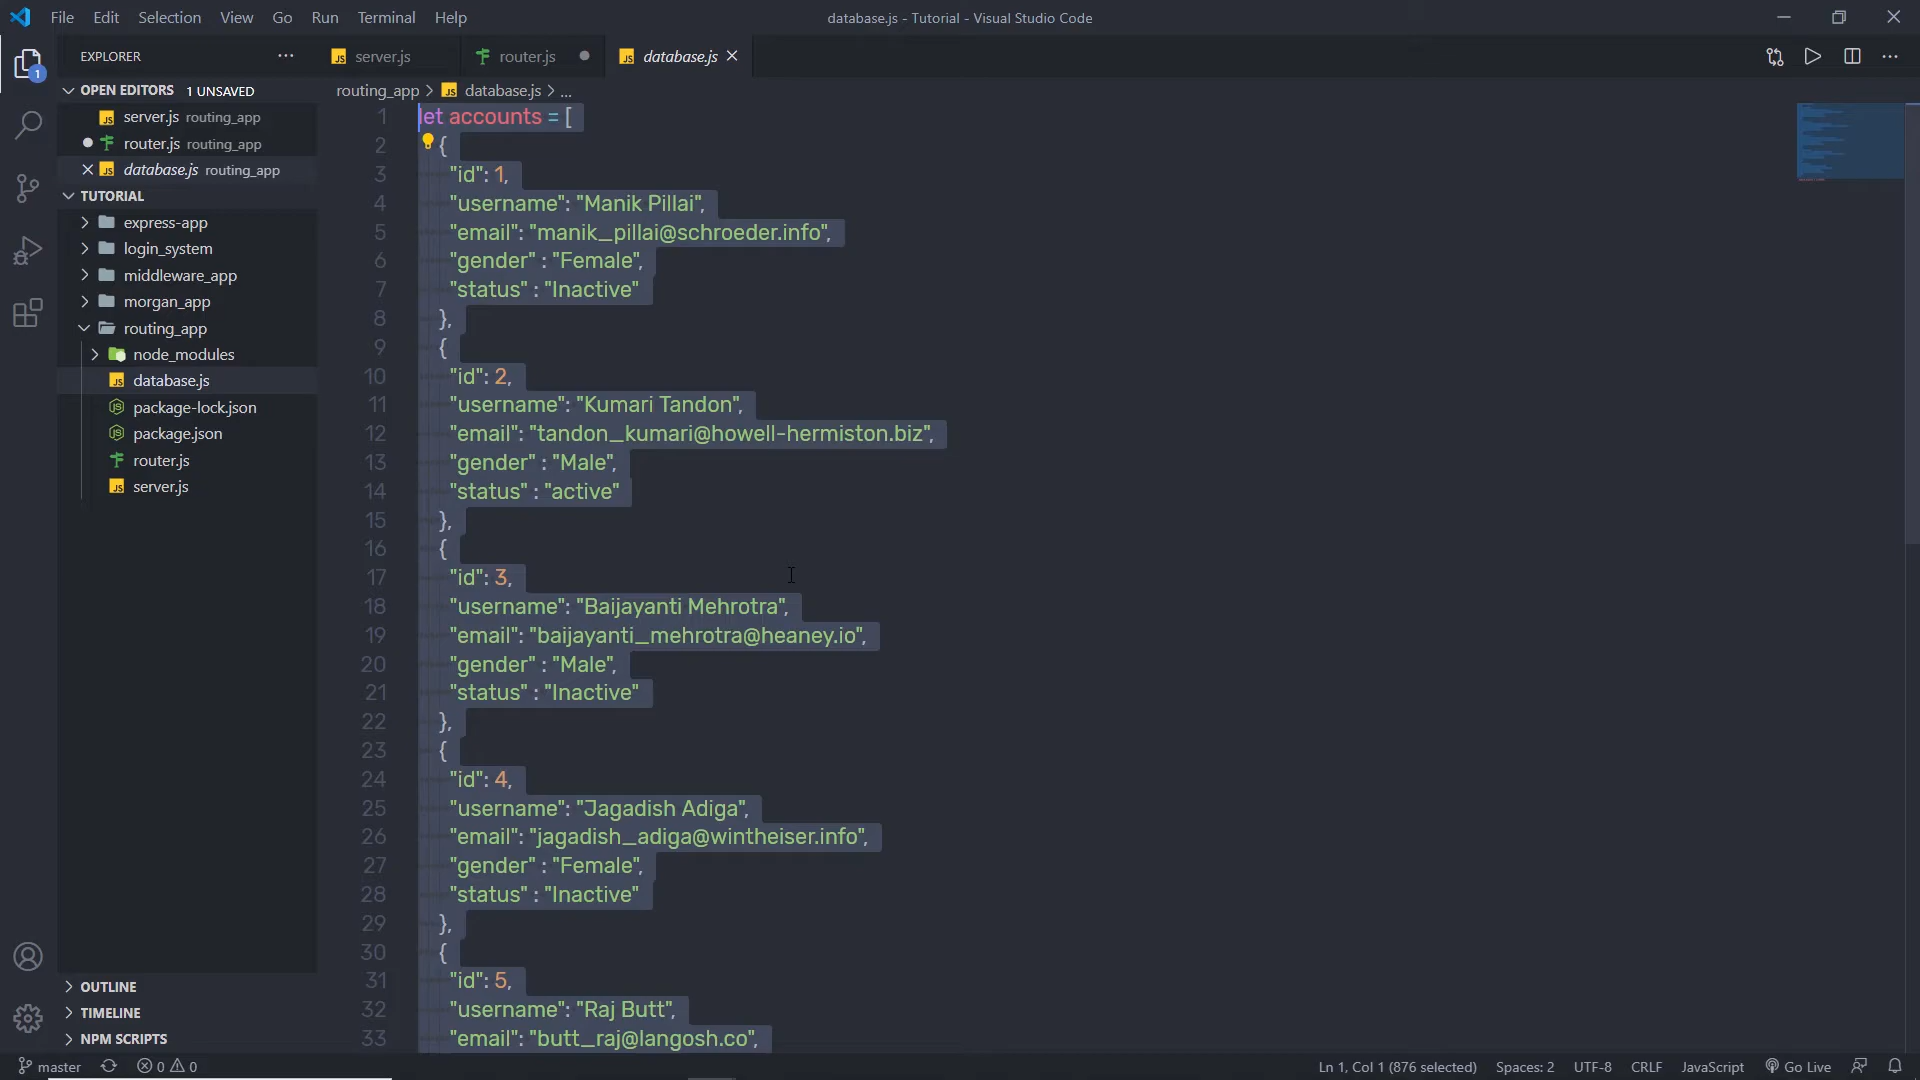 File Edit Selection View Go Run Terminal Help
database.js - Tutorial - Visual Studio Code
EXPLORER
server.js
router.js
database.js
OPEN EDITORS 1 UNSAVED
server.js routing_app
router.js routing_app
database.js routing_app
TUTORIAL
express-app
login_system
middleware_app
morgan_app
routing_app
node_modules
database.js
package-lock.json
package.json
router.js
server.js
OUTLINE
TIMELINE
NPM SCRIPTS
1
routing_app > JS database.js > ...
1 let accounts = [
2 {
3 "id": 1,
4 "username": "Manik Pillai",
5 "email": "manik_pillai@schroeder.info",
6 "gender" : "Female",
7 "status" : "Inactive"
8 },
9 {
10 "id": 2,
11 "username": "Kumari Tandon",
12 "email": "tandon_kumari@howell-hermiston.biz",
13 "gender" : "Male",
14 "status" : "active"
15 },
16 {
17 "id": 3,
18 "username": "Baijayanti Mehrotra",
19 "email": "baijayanti_mehrotra@heaney.io",
20 "gender" : "Male",
21 "status" : "Inactive"
22 },
23 {
24 "id": 4,
25 "username": "Jagadish Adiga",
26 "email": "jagadish_adiga@wintheiser.info",
27 "gender" : "Female",
28 "status" : "Inactive"
29 },
30 {
31 "id": 5,
32 "username": "Raj Butt",
33 "email": "butt_raj@langosh.co",
master 0 0
Ln 1, Col 1 (876 selected) Spaces: 2 UTF-8 CRLF JavaScript Go Live